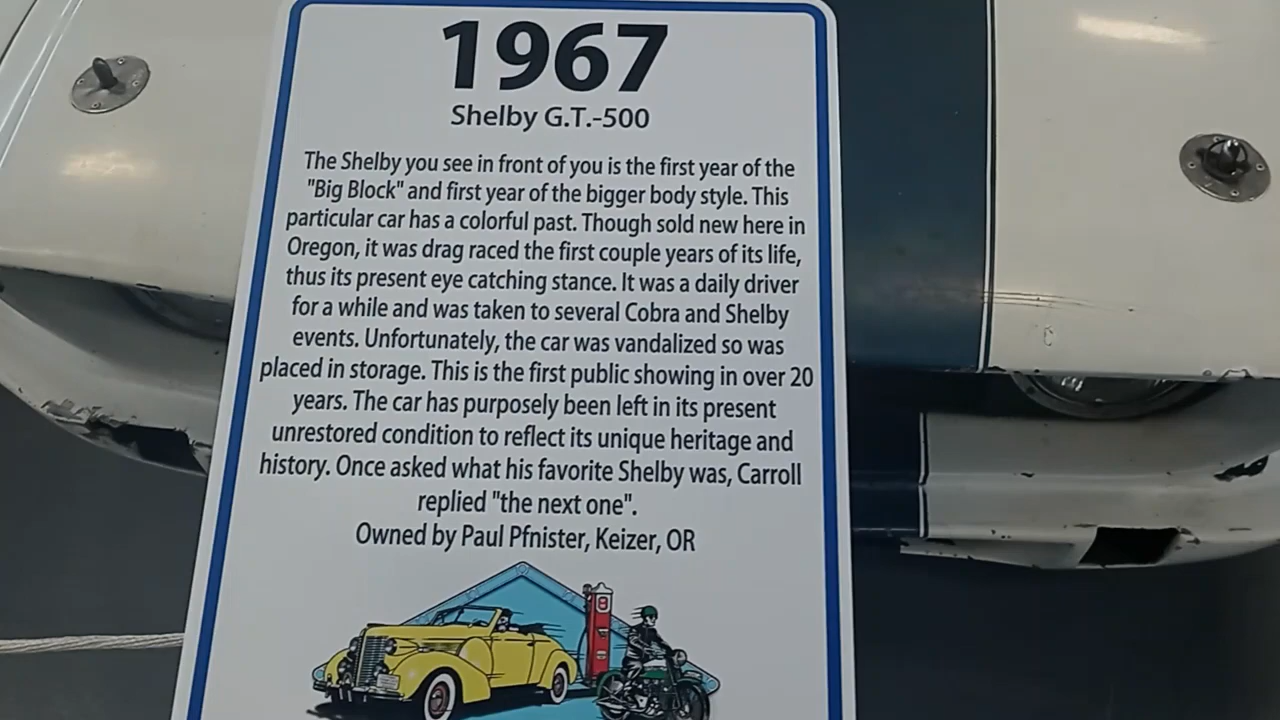 1967
Shelby G.T.-500
The Shelby you see in front of you is the first year of the
"Big Block" and first year of the bigger body style. This
particular car has a colorful past. Though sold new here in
Oregon, it was drag raced the first couple years of its life,
thus its present eye catching stance. It was a daily driver
for a while and was taken to several Cobra and Shelby
events. Unfortunately, the car was vandalized so was
placed in storage. This is the first public showing in over 20
years. The car has purposely been left in its present
unrestored condition to reflect its unique heritage and
history. Once asked what his favorite Shelby was, Carroll
replied "the next one".
Owned by Paul Pfnister, Keizer, OR